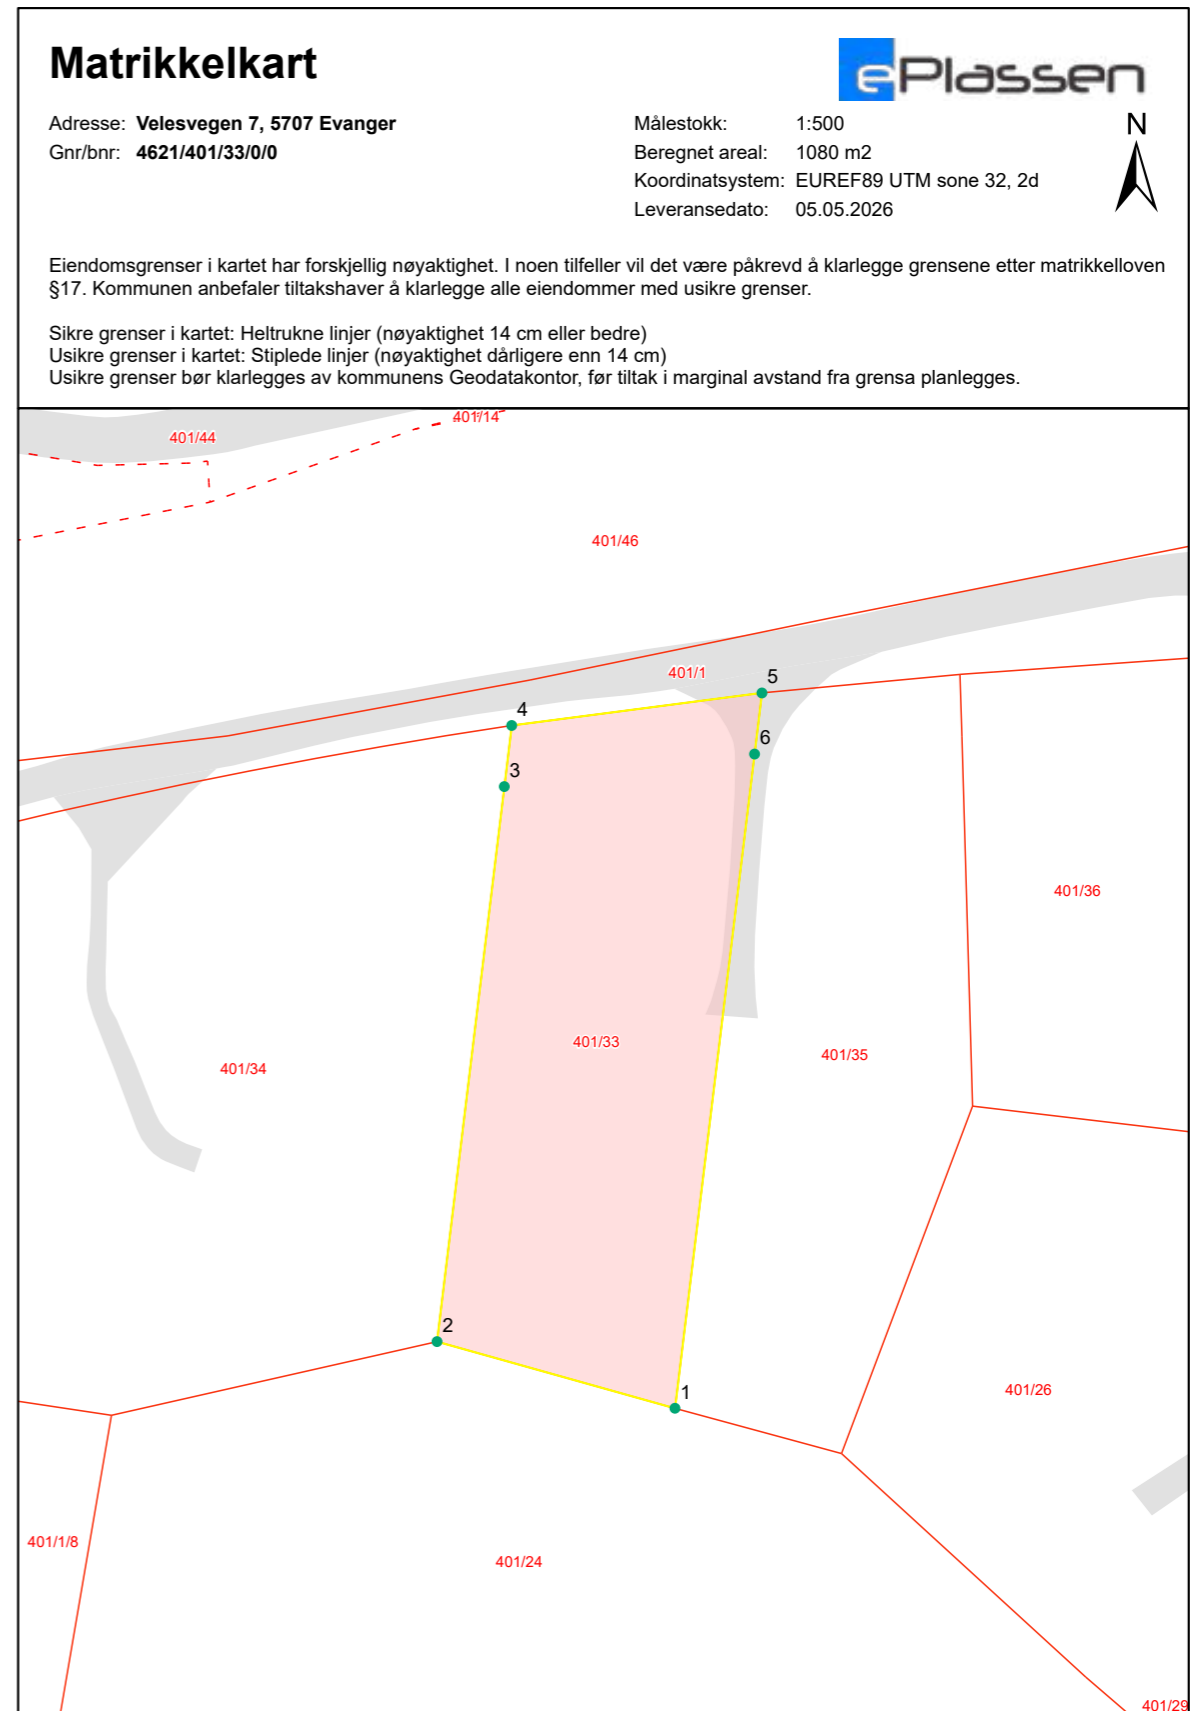 Matrikkelkart
ePlassen
Adresse: Velesvegen 7, 5707 Evanger
Gnr/bnr: 4621/401/33/0/0
Målestokk: 1:500
Beregnet areal: 1080 m2
Koordinatsystem: EUREF89 UTM sone 32, 2d
Leveransedato: 05.05.2026
N
Eiendomsgrenser i kartet har forskjellig nøyaktighet. I noen tilfeller vil det være påkrevd å klarlegge grensene etter matrikkelloven
§17. Kommunen anbefaler tiltakshaver å klarlegge alle eiendommer med usikre grenser.
Sikre grenser i kartet: Heltrukne linjer (nøyaktighet 14 cm eller bedre)
Usikre grenser i kartet: Stiplede linjer (nøyaktighet dårligere enn 14 cm)
Usikre grenser bør klarlegges av kommunens Geodatakontor, før tiltak i marginal avstand fra grensa planlegges.
401/14
401/44
401/46
401/1
5
4
6
3
401/36
401/33
401/35
401/34
2
1
401/26
401/1/8
401/24
401/29